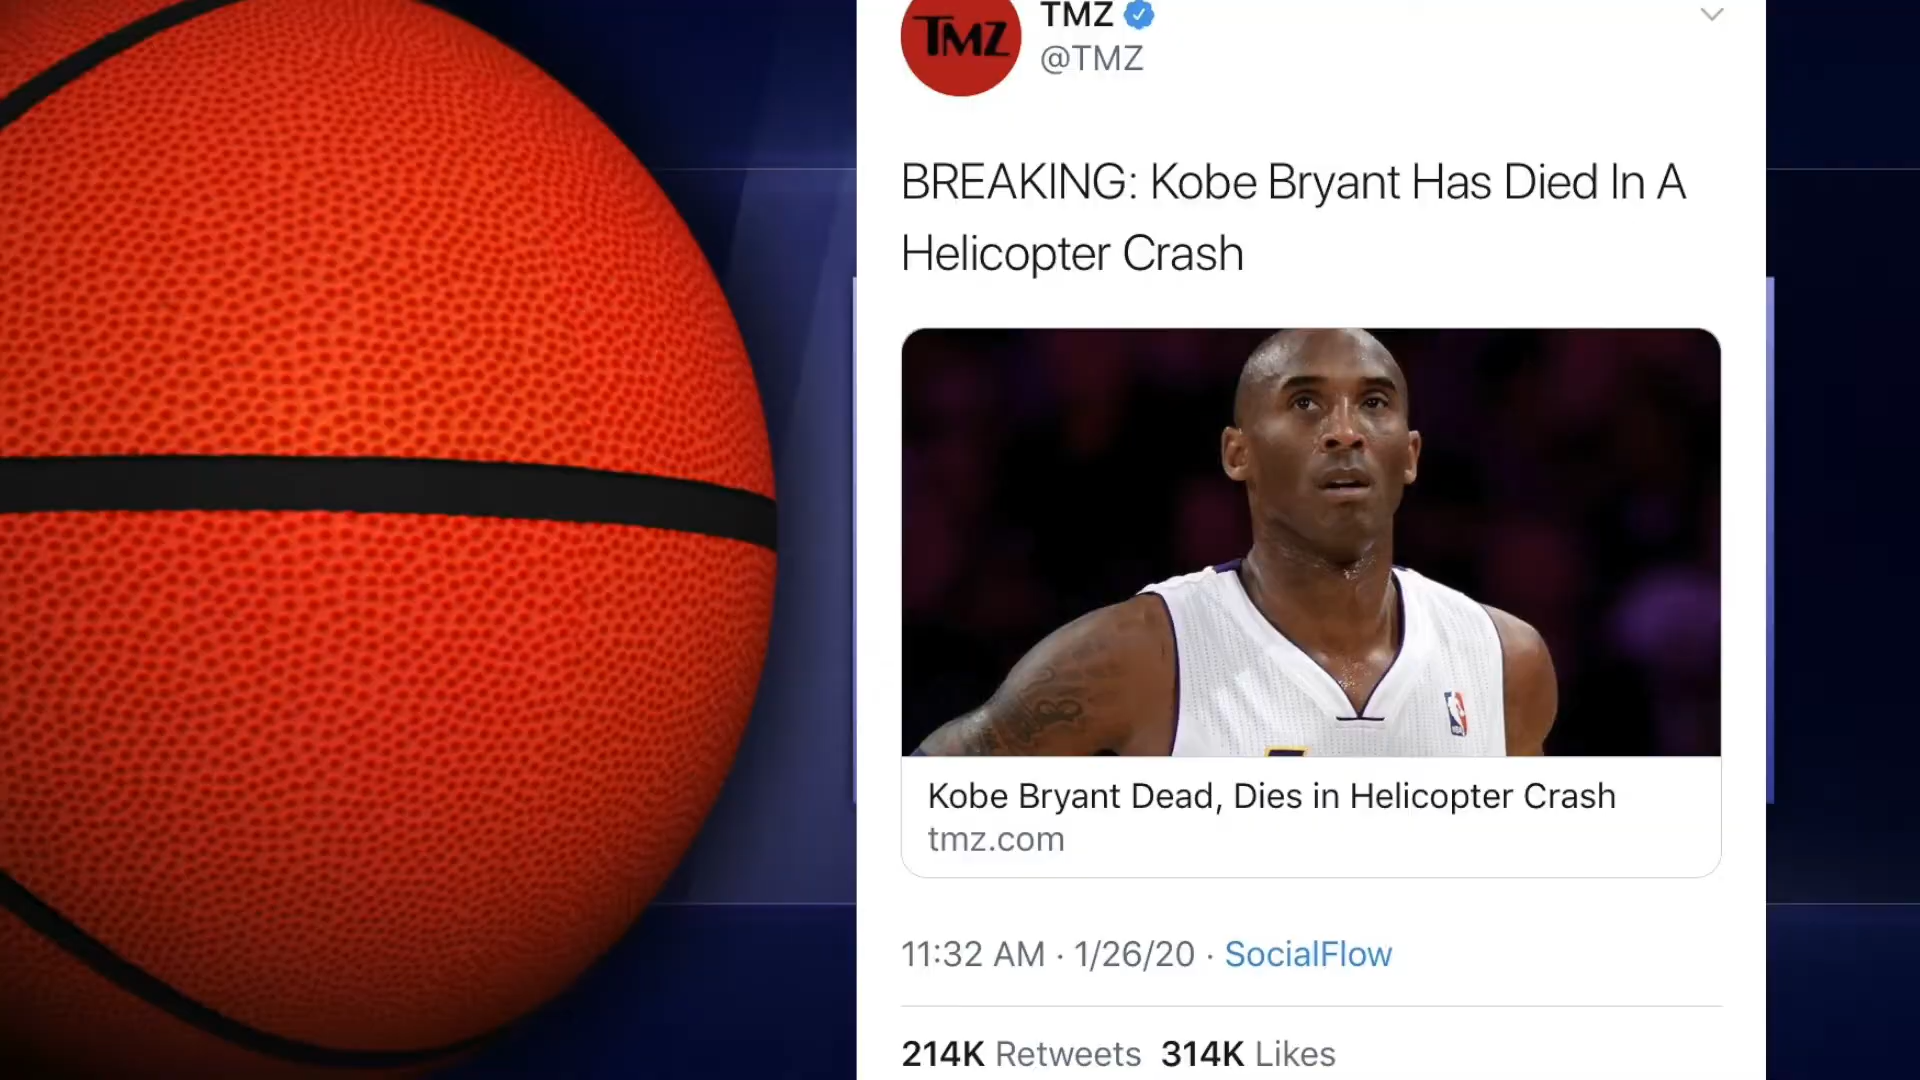 TMZ
TMZ
@TMZ
BREAKING: Kobe Bryant Has Died In A
Helicopter Crash
NBA
Kobe Bryant Dead, Dies in Helicopter Crash
tmz.com
11:32 AM · 1/26/20 · SocialFlow
214K Retweets 314K Likes